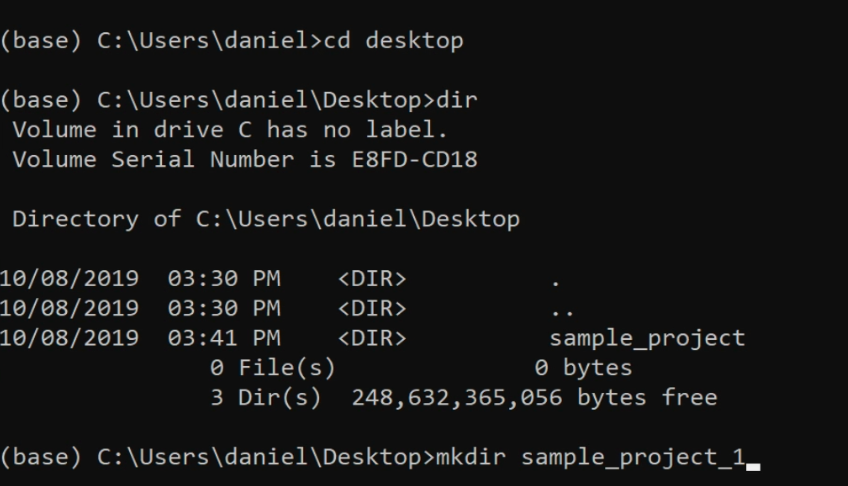 (base) C:\Users\daniel>cd desktop
(base) C:\Users\daniel\Desktop>dir
Volume in drive C has no label.
Volume Serial Number is E8FD-CD18
Directory of C:\Users\daniel\Desktop
10/08/2019  03:30 PM    <DIR>          .
10/08/2019  03:30 PM    <DIR>          ..
10/08/2019  03:41 PM    <DIR>          sample_project
0 File(s)              0 bytes
3 Dir(s)  248,632,365,056 bytes free
(base) C:\Users\daniel\Desktop>mkdir sample_project_1